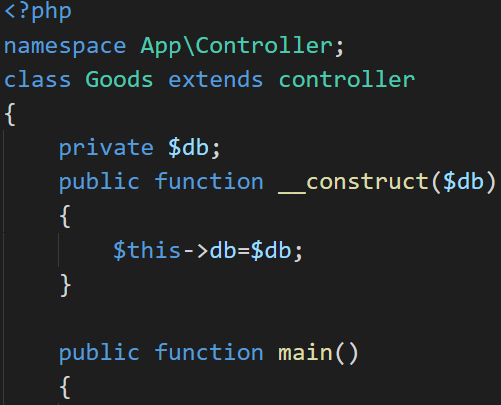 <?php
namespace App\Controller;
class Goods extends controller
{
    private $db;
    public function __construct($db)
    {
        $this->db=$db;
    }

    public function main()
    {